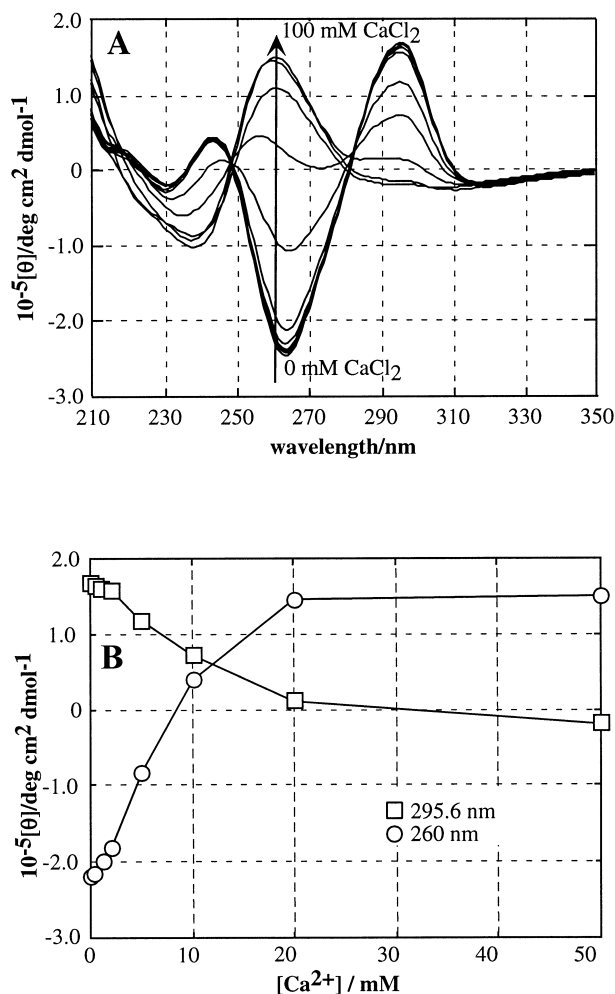 A
100 mM CaCl2
2.0
1.0
0
-1.0
-2.0
-3.0
0 mM CaCl2
10-5[θ]/deg cm2 dmol-1
210 230 250 270 290 310 330 350
wavelength/nm
B
2.0
1.0
0
-1.0
-2.0
-3.0
295.6 nm
260 nm
10-5[θ]/deg cm2 dmol-1
0 10 20 30 40 50
[Ca2+] / mM